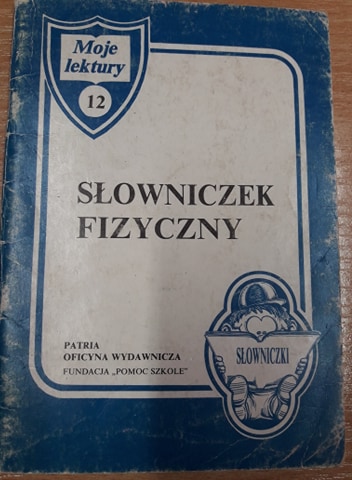 Moje
lektury
12
SŁOWNICZEK
FIZYCZNY
PATRIA
OFICYNA WYDAWNICZA
FUNDACJA „POMOC SZKOLE"
SŁOWNICZKI